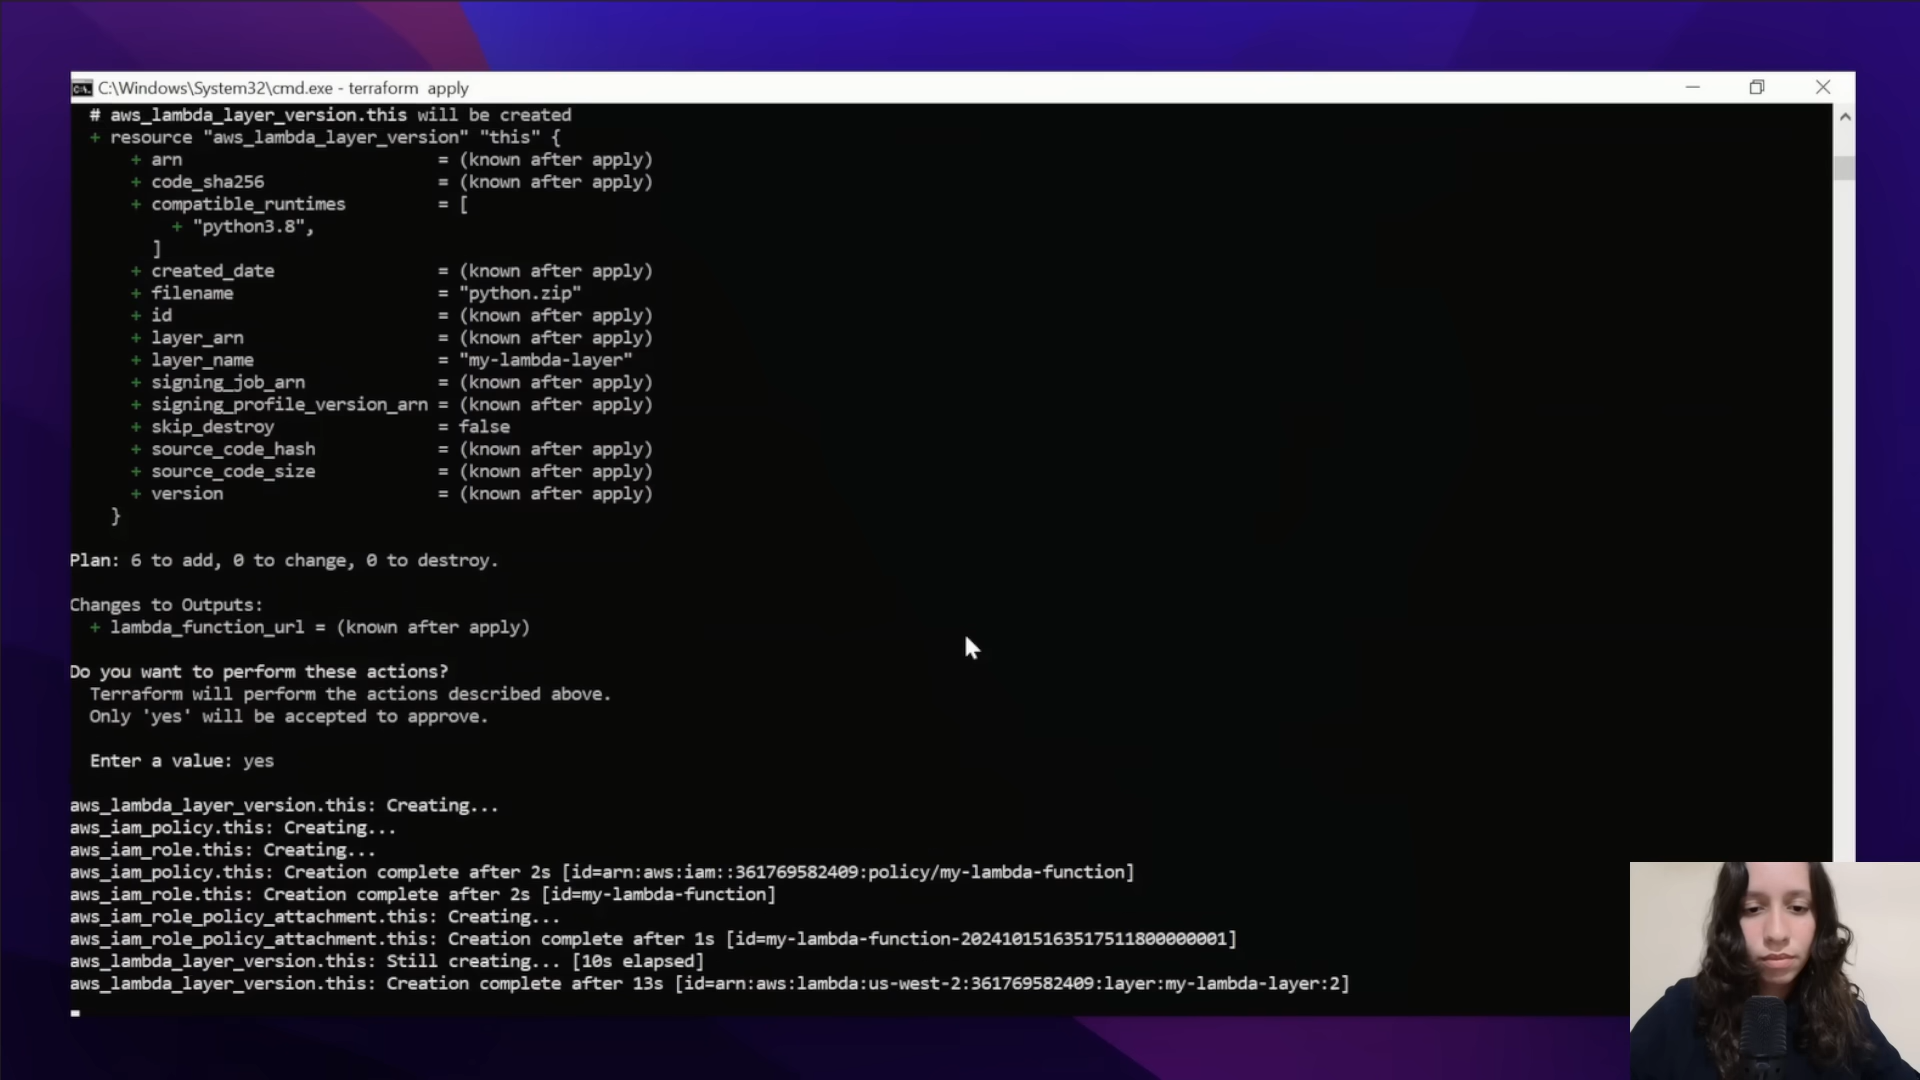 C:\Windows\System32\cmd.exe - terraform  apply
# aws_lambda_layer_version.this will be created
+ resource "aws_lambda_layer_version" "this" {
+ arn = (known after apply)
+ code_sha256 = (known after apply)
+ compatible_runtimes = [
+ "python3.8",
]
+ created_date = (known after apply)
+ filename = "python.zip"
+ id = (known after apply)
+ layer_arn = (known after apply)
+ layer_name = "my-lambda-layer"
+ signing_job_arn = (known after apply)
+ signing_profile_version_arn = (known after apply)
+ skip_destroy = false
+ source_code_hash = (known after apply)
+ source_code_size = (known after apply)
+ version = (known after apply)
}
Plan: 6 to add, 0 to change, 0 to destroy.
Changes to Outputs:
+ lambda_function_url = (known after apply)
Do you want to perform these actions?
Terraform will perform the actions described above.
Only 'yes' will be accepted to approve.
Enter a value: yes
aws_lambda_layer_version.this: Creating...
aws_iam_policy.this: Creating...
aws_iam_role.this: Creating...
aws_iam_policy.this: Creation complete after 2s [id=arn:aws:iam::361769582409:policy/my-lambda-function]
aws_iam_role.this: Creation complete after 2s [id=my-lambda-function]
aws_iam_role_policy_attachment.this: Creating...
aws_iam_role_policy_attachment.this: Creation complete after 1s [id=my-lambda-function-20241015163517511800000001]
aws_lambda_layer_version.this: Still creating... [10s elapsed]
aws_lambda_layer_version.this: Creation complete after 13s [id=arn:aws:lambda:us-west-2:361769582409:layer:my-lambda-layer:2]